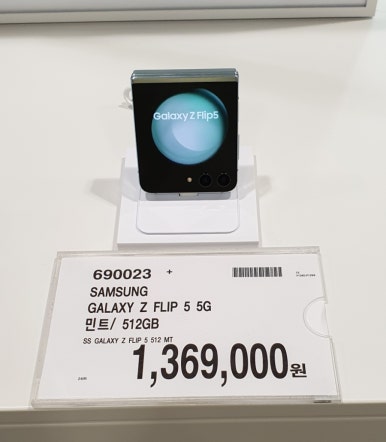 Galaxy Z Flip5
690023 +
SAMSUNG
GALAXY Z FLIP 5 5G
민트/ 512GB
SS GALAXY Z FLIP 5 512 MT
1,369,000원